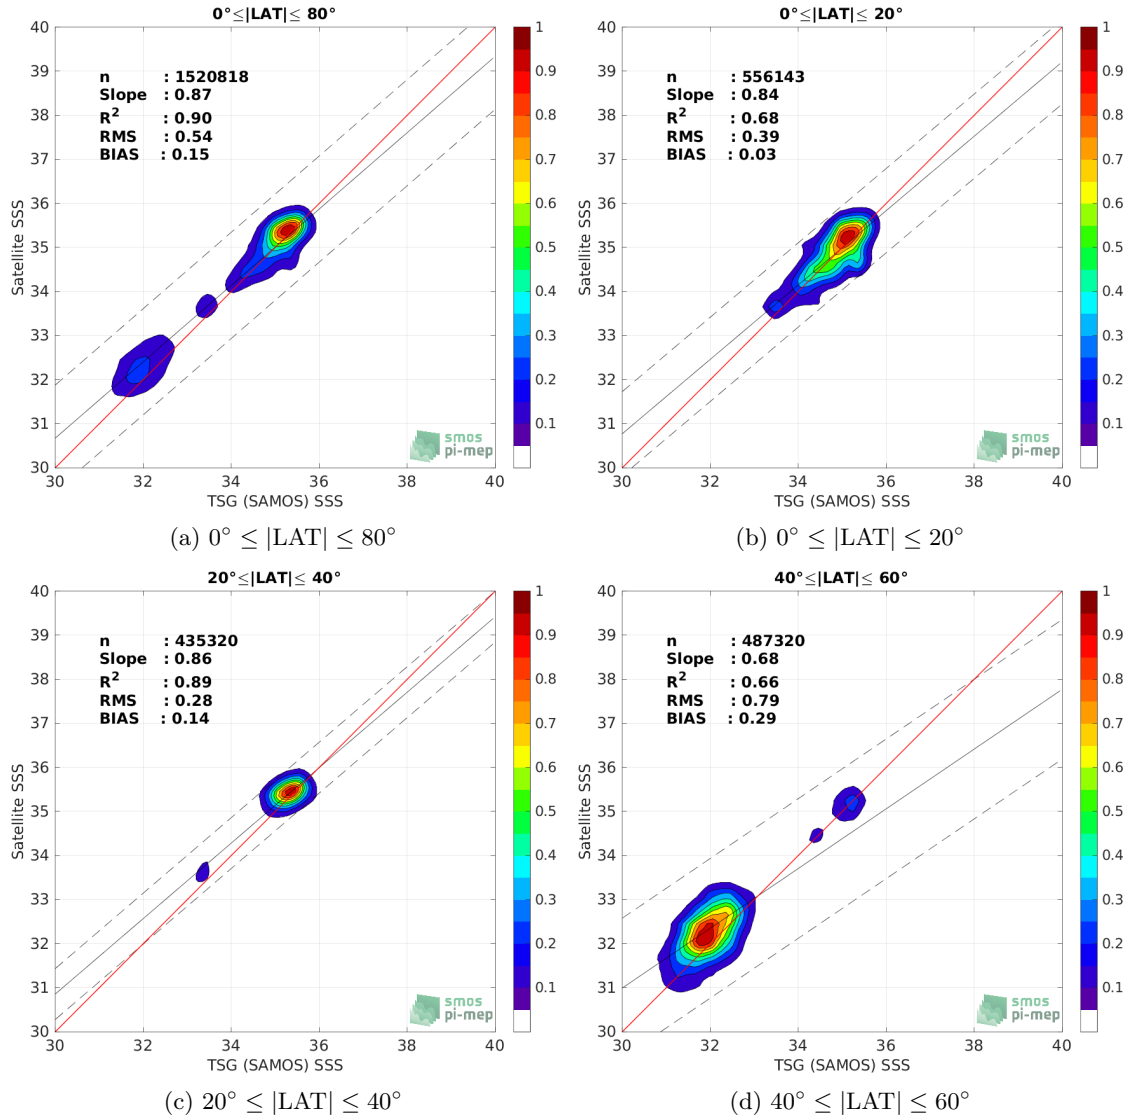 0°≤|LAT|≤ 80°
n : 1520818
Slope : 0.87
R² : 0.90
RMS : 0.54
BIAS : 0.15
Satellite SSS
40
39
38
37
36
35
34
33
32
31
30
30 32 34 36 38 40
TSG (SAMOS) SSS
1
0.9
0.8
0.7
0.6
0.5
0.4
0.3
0.2
0.1
smos
pi-mep
(a) 0° ≤ |LAT| ≤ 80°
0°≤|LAT|≤ 20°
n : 556143
Slope : 0.84
R² : 0.68
RMS : 0.39
BIAS : 0.03
Satellite SSS
40
39
38
37
36
35
34
33
32
31
30
30 32 34 36 38 40
TSG (SAMOS) SSS
1
0.9
0.8
0.7
0.6
0.5
0.4
0.3
0.2
0.1
smos
pi-mep
(b) 0° ≤ |LAT| ≤ 20°
20°≤|LAT|≤ 40°
n : 435320
Slope : 0.86
R² : 0.89
RMS : 0.28
BIAS : 0.14
Satellite SSS
40
39
38
37
36
35
34
33
32
31
30
30 32 34 36 38 40
TSG (SAMOS) SSS
1
0.9
0.8
0.7
0.6
0.5
0.4
0.3
0.2
0.1
smos
pi-mep
(c) 20° ≤ |LAT| ≤ 40°
40°≤|LAT|≤ 60°
n : 487320
Slope : 0.68
R² : 0.66
RMS : 0.79
BIAS : 0.29
Satellite SSS
40
39
38
37
36
35
34
33
32
31
30
30 32 34 36 38 40
TSG (SAMOS) SSS
1
0.9
0.8
0.7
0.6
0.5
0.4
0.3
0.2
0.1
smos
pi-mep
(d) 40° ≤ |LAT| ≤ 60°